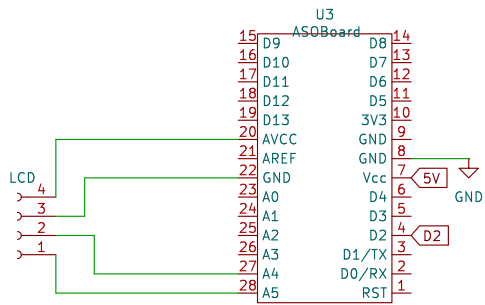 U3
ASOBoard
15 D9 D8 14
16 D10 D7 13
17 D11 D6 12
18 D12 D5 11
19 D13 3V3 10
20 AVCC GND 9
21 AREF GND 8
LCD 22 GND Vcc 7 5V
4 23 A0 D4 6 GND
3 24 A1 D3 5
2 25 A2 D2 4 D2
1 26 A3 D1/TX 3
27 A4 D0/RX 2
28 A5 RST 1